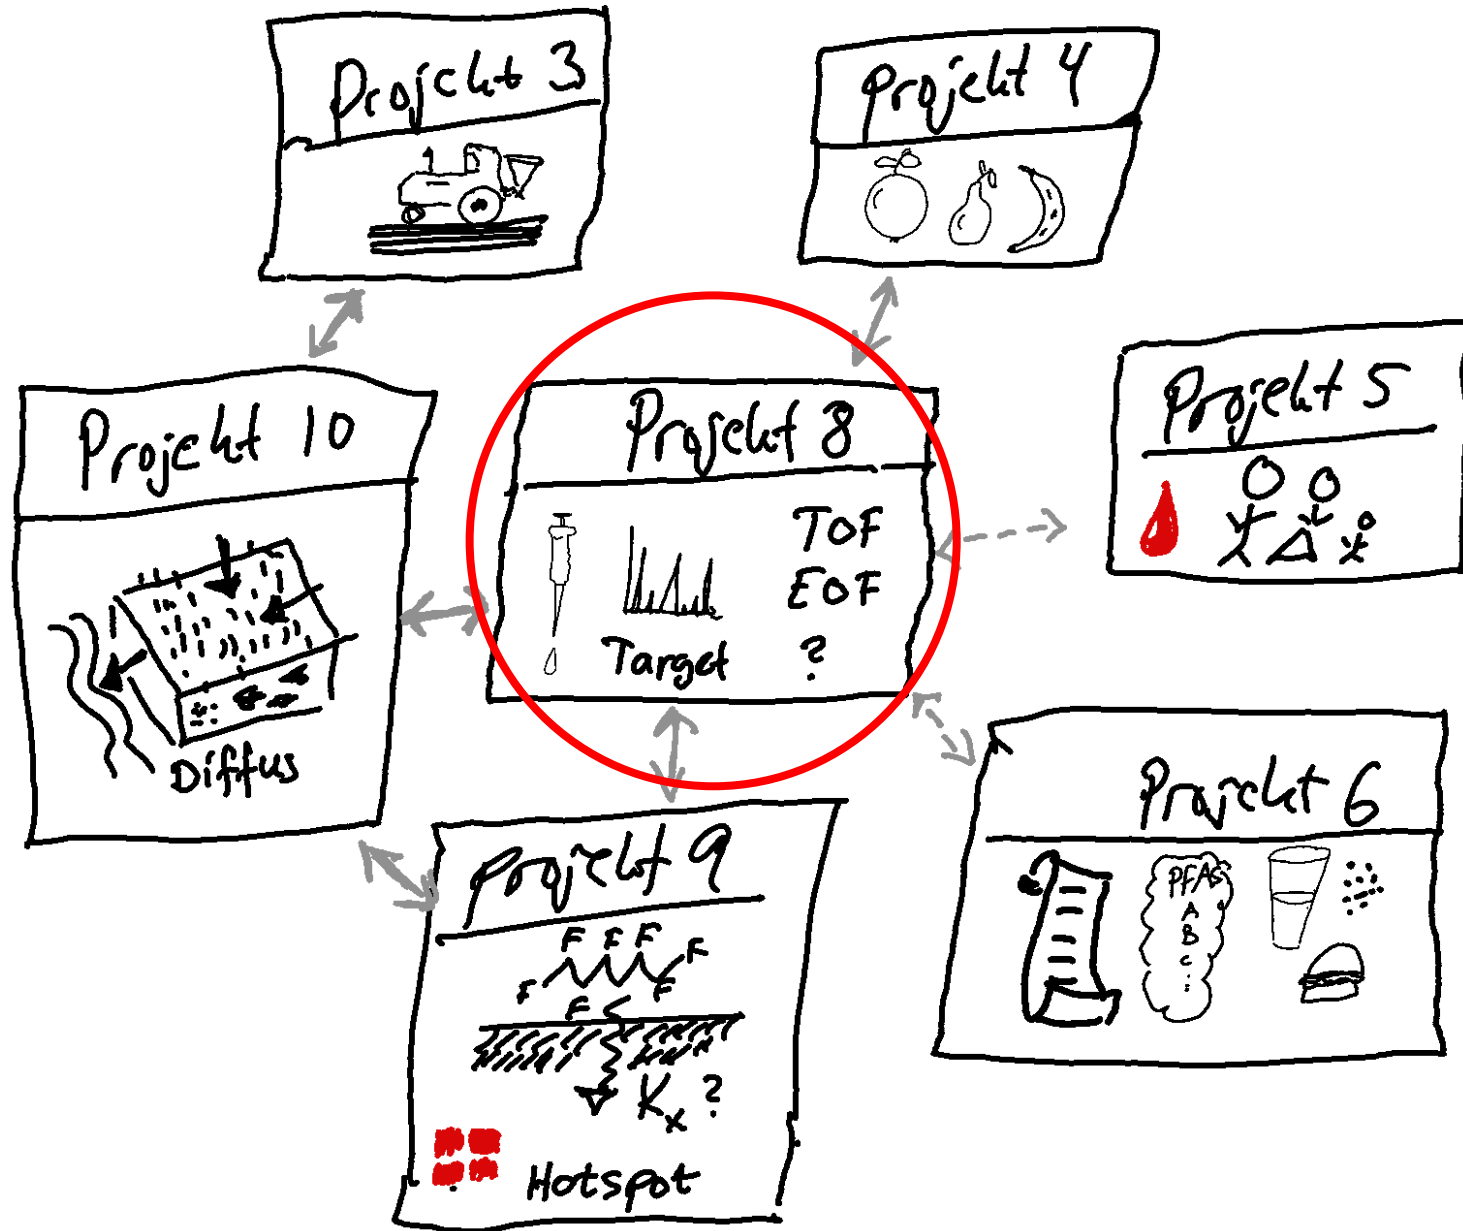 Projekt 3
Projekt 4
Projekt 5
Projekt 10
Diffus
Projekt 8
TOF
EOF
Target ?
Projekt 6
PFAS
A
B
C
:
Projekt 9
F F F F
F F F
Kx ?
Hotspot